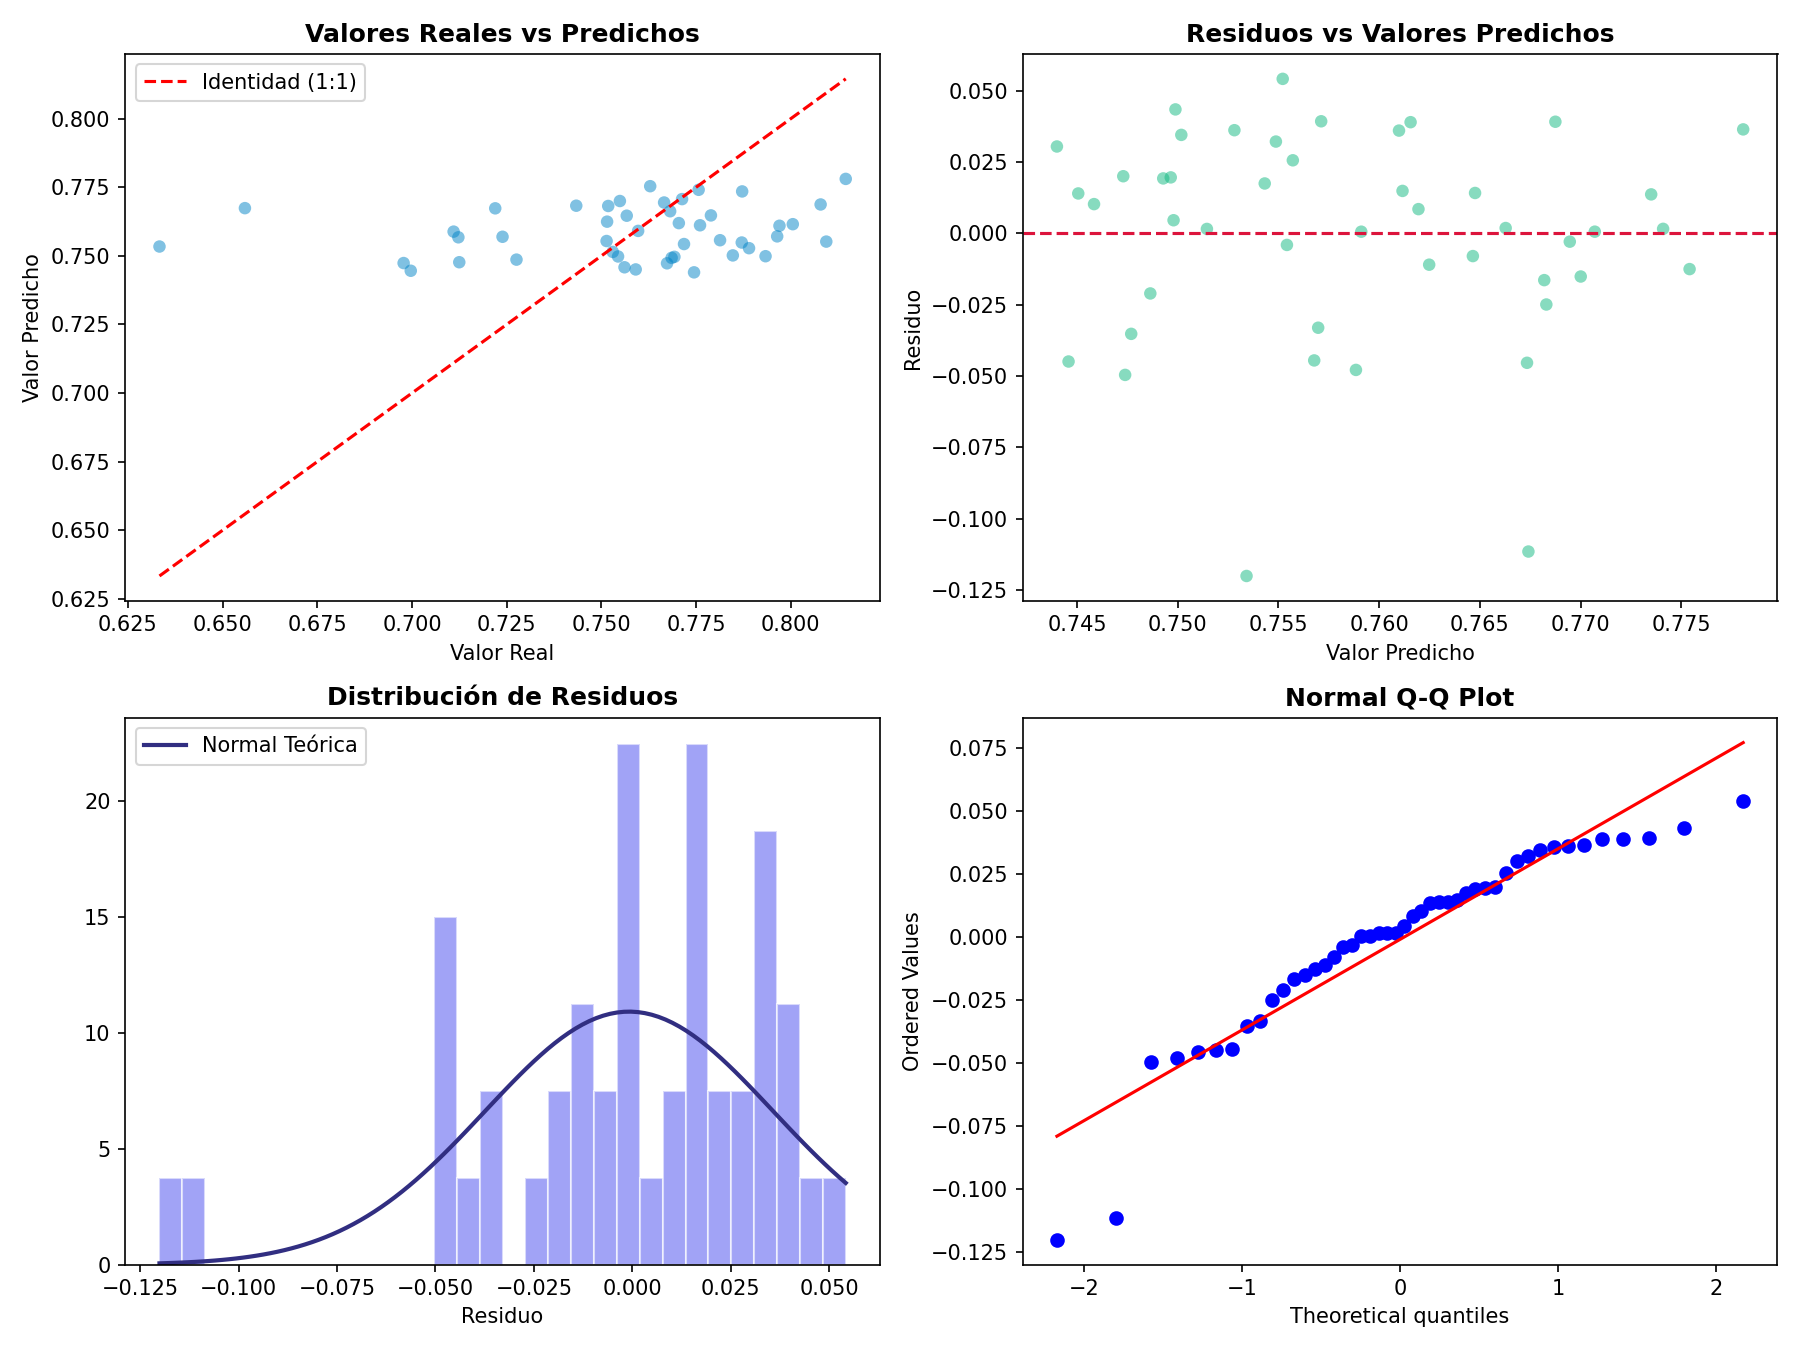 Valores Reales vs Predichos
Identidad (1:1)
0.800
0.775
0.750
0.725
0.700
0.675
0.650
0.625
Valor Predicho
0.625 0.650 0.675 0.700 0.725 0.750 0.775 0.800
Valor Real
Residuos vs Valores Predichos
0.050
0.025
0.000
−0.025
−0.050
−0.075
−0.100
−0.125
Residuo
0.745 0.750 0.755 0.760 0.765 0.770 0.775
Valor Predicho
Distribución de Residuos
Normal Teórica
20
15
10
5
0
−0.125 −0.100 −0.075 −0.050 −0.025 0.000 0.025 0.050
Residuo
Normal Q-Q Plot
0.075
0.050
0.025
0.000
−0.025
−0.050
−0.075
−0.100
−0.125
Ordered Values
−2 −1 0 1 2
Theoretical quantiles